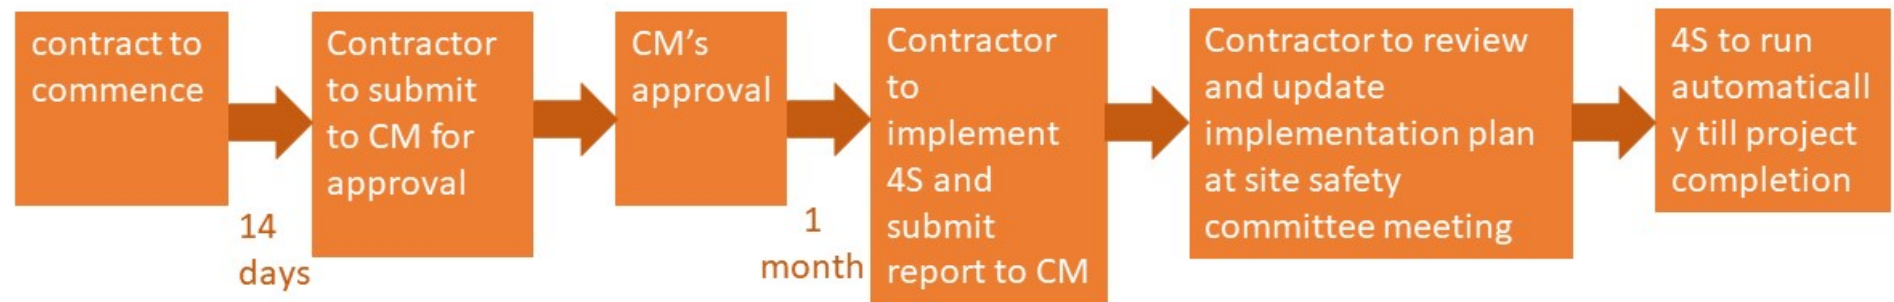 contract to
commence
14
days
Contractor
to submit
to CM for
approval
CM's
approval
1
month
Contractor
to
implement
4S and
submit
report to CM
Contractor to review
and update
implementation plan
at site safety
committee meeting
4S to run
automaticall
y till project
completion